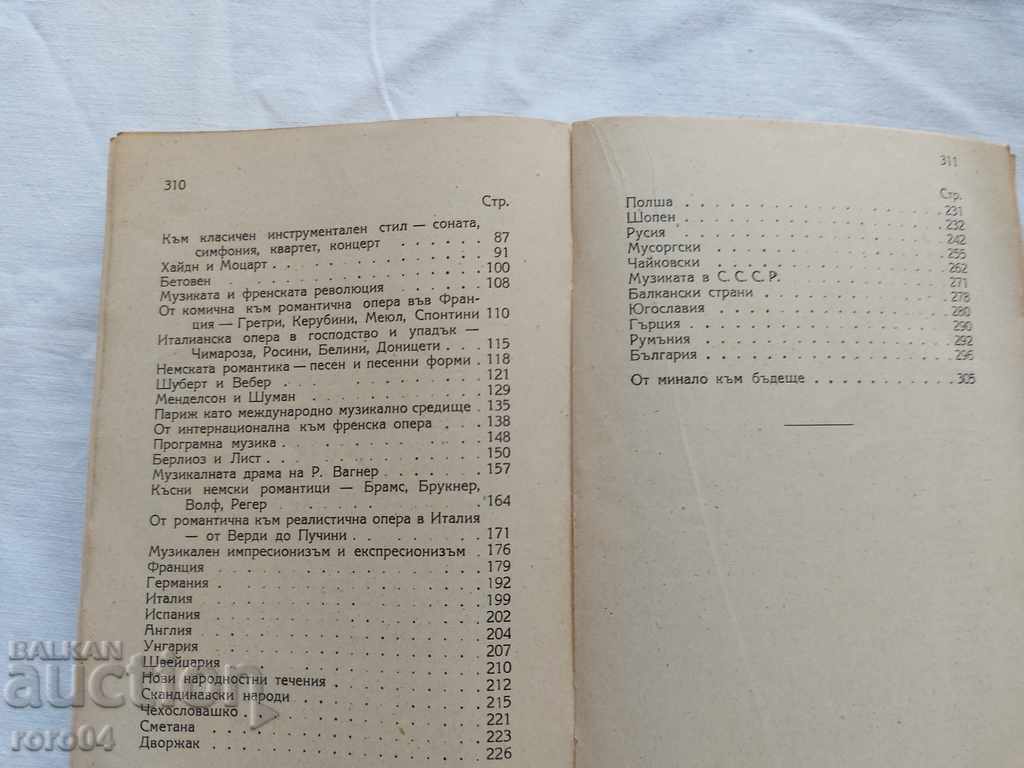 310
Стр.
Към класичен инструментален стил — соната,
симфония, квартет, концерт . . . . . . 87
Хайдн и Моцарт . . . . . . . . . . . 91
Бетовен . . . . . . . . . . . . . 100
Музиката и френската революция . . . . . 108
От комична към романтична опера във Фран-
ция — Гретри, Керубини, Меюл, Спонтини 110
Италианска опера в господство и упадък —
Чимароза, Росини, Белини, Доницети . . . 115
Немската романтика — песен и песенни форми . 118
Шуберт и Вебер . . . . . . . . . . . 121
Менделсон и Шуман . . . . . . . . . . 129
Париж като международно музикално средище . 135
От интернационална към френска опера . . . 138
Програмна музика . . . . . . . . . . . 148
Берлиоз и Лист . . . . . . . . . . . . 150
Музикалната драма на Р. Вагнер . . . . . . 157
Късни немски романтици — Брамс, Брукнер,
Волф, Регер . . . . . . . . . . . . 164
От романтична към реалистична опера в Италия
— от Верди до Пучини . . . . . . . . 171
Музикален импресионизъм и експресионизъм . 176
Франция . . . . . . . . . . . . . . 179
Германия . . . . . . . . . . . . . . 192
Италия . . . . . . . . . . . . . . 199
Испания . . . . . . . . . . . . . . 202
Англия . . . . . . . . . . . . . . 204
Унгария . . . . . . . . . . . . . . 207
Швейцария . . . . . . . . . . . . . 210
Нови народностни течения . . . . . . . . 212
Скандинавски народи . . . . . . . . . . 215
Чехословашко . . . . . . . . . . . . 221
Сметана . . . . . . . . . . . . . . 223
Дворжак . . . . . . . . . . . . . . 226
311
Стр.
Полша . . . . . . . . . . . . . . 231
Шопен . . . . . . . . . . . . . . 232
Русия . . . . . . . . . . . . . . 242
Мусоргски . . . . . . . . . . . . . 255
Чайковски . . . . . . . . . . . . . 262
Музиката в С. С. С. Р. . . . . . . . . . 271
Балкански страни . . . . . . . . . . . 278
Югославия . . . . . . . . . . . . . 280
Гърция . . . . . . . . . . . . . . 290
Румъния . . . . . . . . . . . . . . 292
България . . . . . . . . . . . . . . 296
От минало към бъдеще . . . . . . . . . 305
BALKAN
auction
roro04